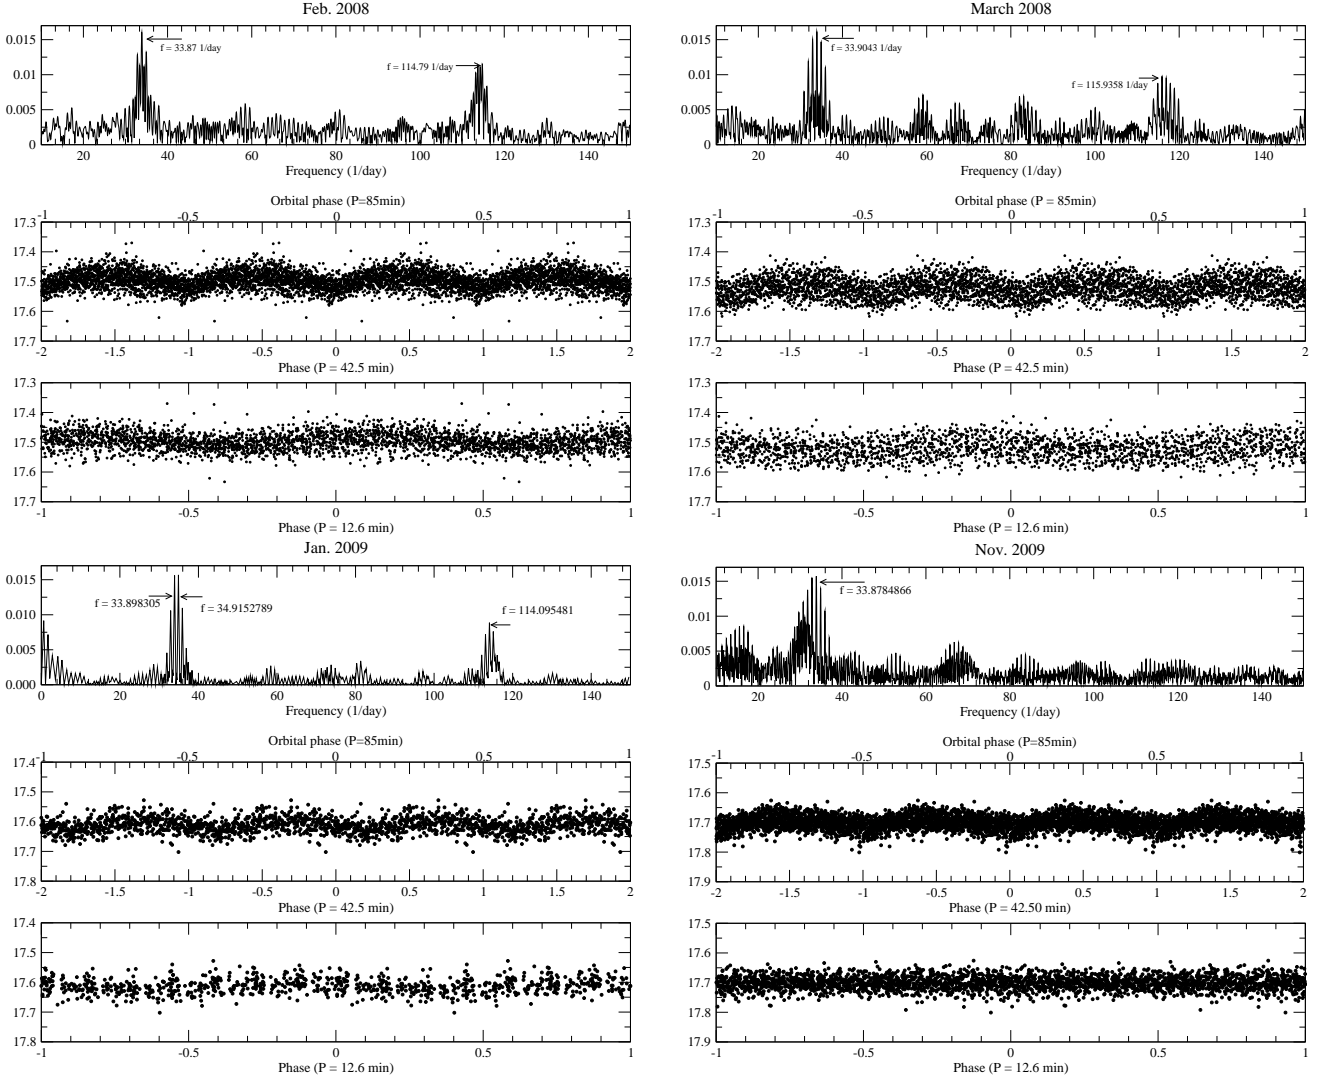 Feb. 2008
0.015
0.01
0.005
0
f = 33.87 1/day
f = 114.79 1/day
20 40 60 80 100 120 140
Frequency (1/day)
Orbital phase (P=85min)
-1 -0.5 0 0.5 1
17.3
17.4
17.5
17.6
17.7
-2 -1.5 -1 -0.5 0 0.5 1 1.5 2
Phase (P = 42.5 min)
17.3
17.4
17.5
17.6
17.7
-1 -0.5 0 0.5 1
Phase (P = 12.6 min)
March 2008
0.015
0.01
0.005
0
f = 33.9043 1/day
f = 115.9358 1/day
20 40 60 80 100 120 140
Frequency (1/day)
Orbital phase (P = 85min)
-1 -0.5 0 0.5 1
17.3
17.4
17.5
17.6
17.7
-2 -1.5 -1 -0.5 0 0.5 1 1.5 2
Phase (P = 42.5 min)
17.3
17.4
17.5
17.6
17.7
-1 -0.5 0 0.5 1
Phase (P = 12.6 min)
Jan. 2009
0.015
0.010
0.005
0.000
f = 33.898305
f = 34.9152789
f = 114.095481
0 20 40 60 80 100 120 140
Frequency (1/day)
Orbital phase (P=85min)
-1 -0.5 0 0.5 1
17.4
17.5
17.6
17.7
17.8
-2 -1.5 -1 -0.5 0 0.5 1 1.5 2
Phase (P = 42.5 min)
17.4
17.5
17.6
17.7
17.8
-1 -0.5 0 0.5 1
Phase (P = 12.6 min)
Nov. 2009
0.015
0.01
0.005
0
f = 33.8784866
20 40 60 80 100 120 140
Frequency (1/day)
Orbital phase (P=85min)
-1 -0.5 0 0.5 1
17.5
17.6
17.7
17.8
17.9
-2 -1.5 -1 -0.5 0 0.5 1 1.5 2
Phase (P = 42.50 min)
17.5
17.6
17.7
17.8
17.9
-1 -0.5 0 0.5 1
Phase (P = 12.6 min)